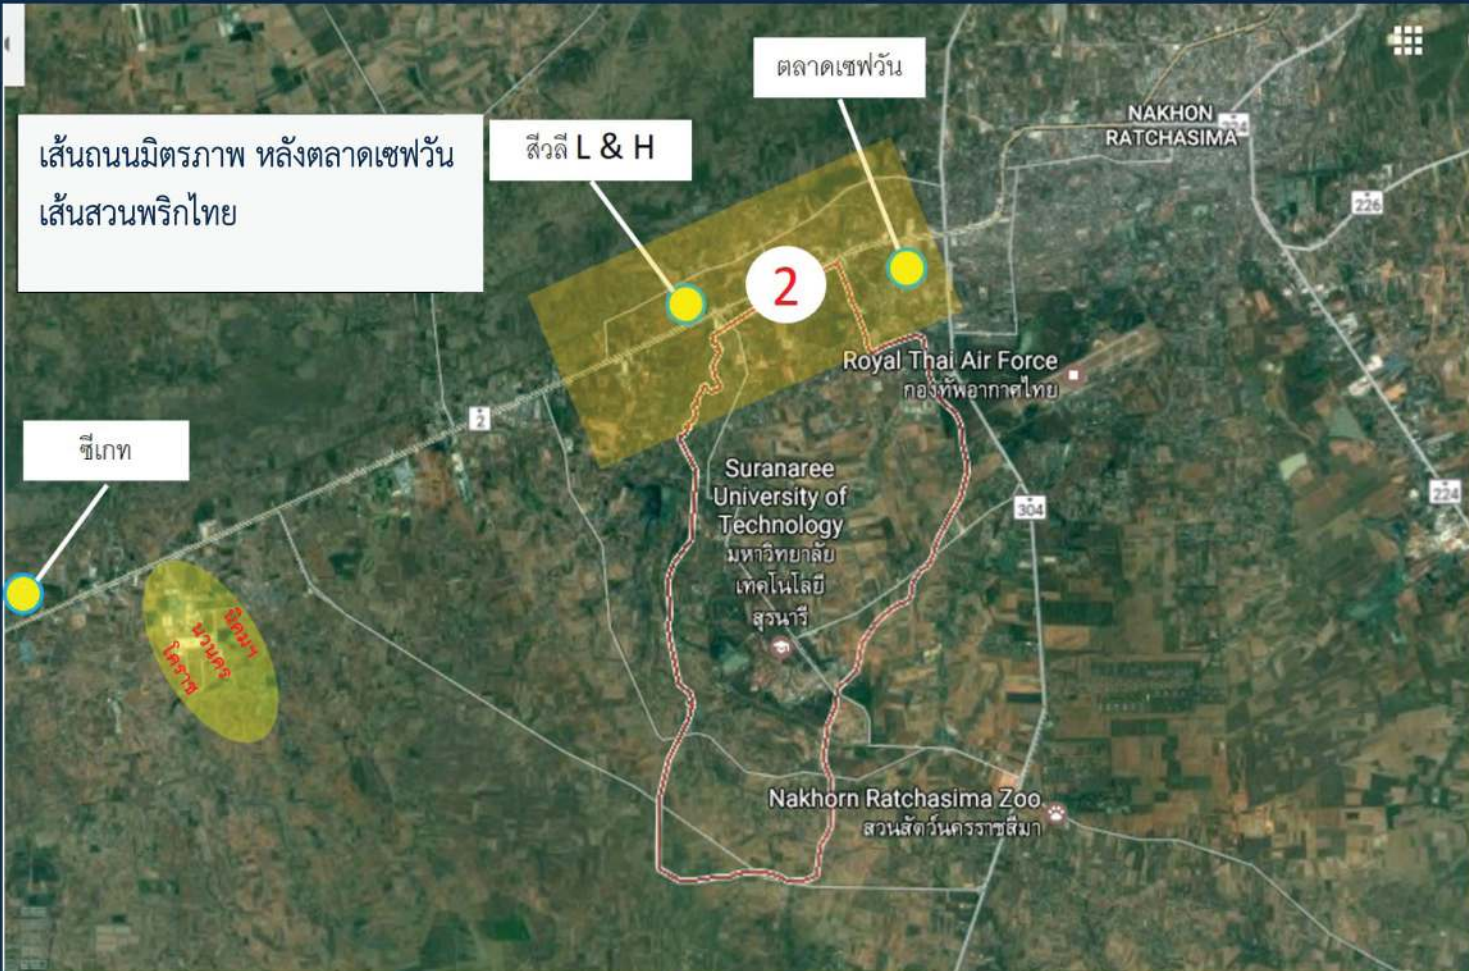 ตลาดเซฟวัน
NAKHON
RATCHASIMA
224
เส้นถนนมิตรภาพ หลังตลาดเซฟวัน
เส้นสวนพริกไทย
สีวลี L & H
226
2
Royal Thai Air Force
กองทัพอากาศไทย
2
ซีเกท
Suranaree
University of
Technology
มหาวิทยาลัย
เทคโนโลยี
สุรนารี
304
224
นิคมฯ
นวนคร
โคราช
Nakhorn Ratchasima Zoo
สวนสัตว์นครราชสีมา